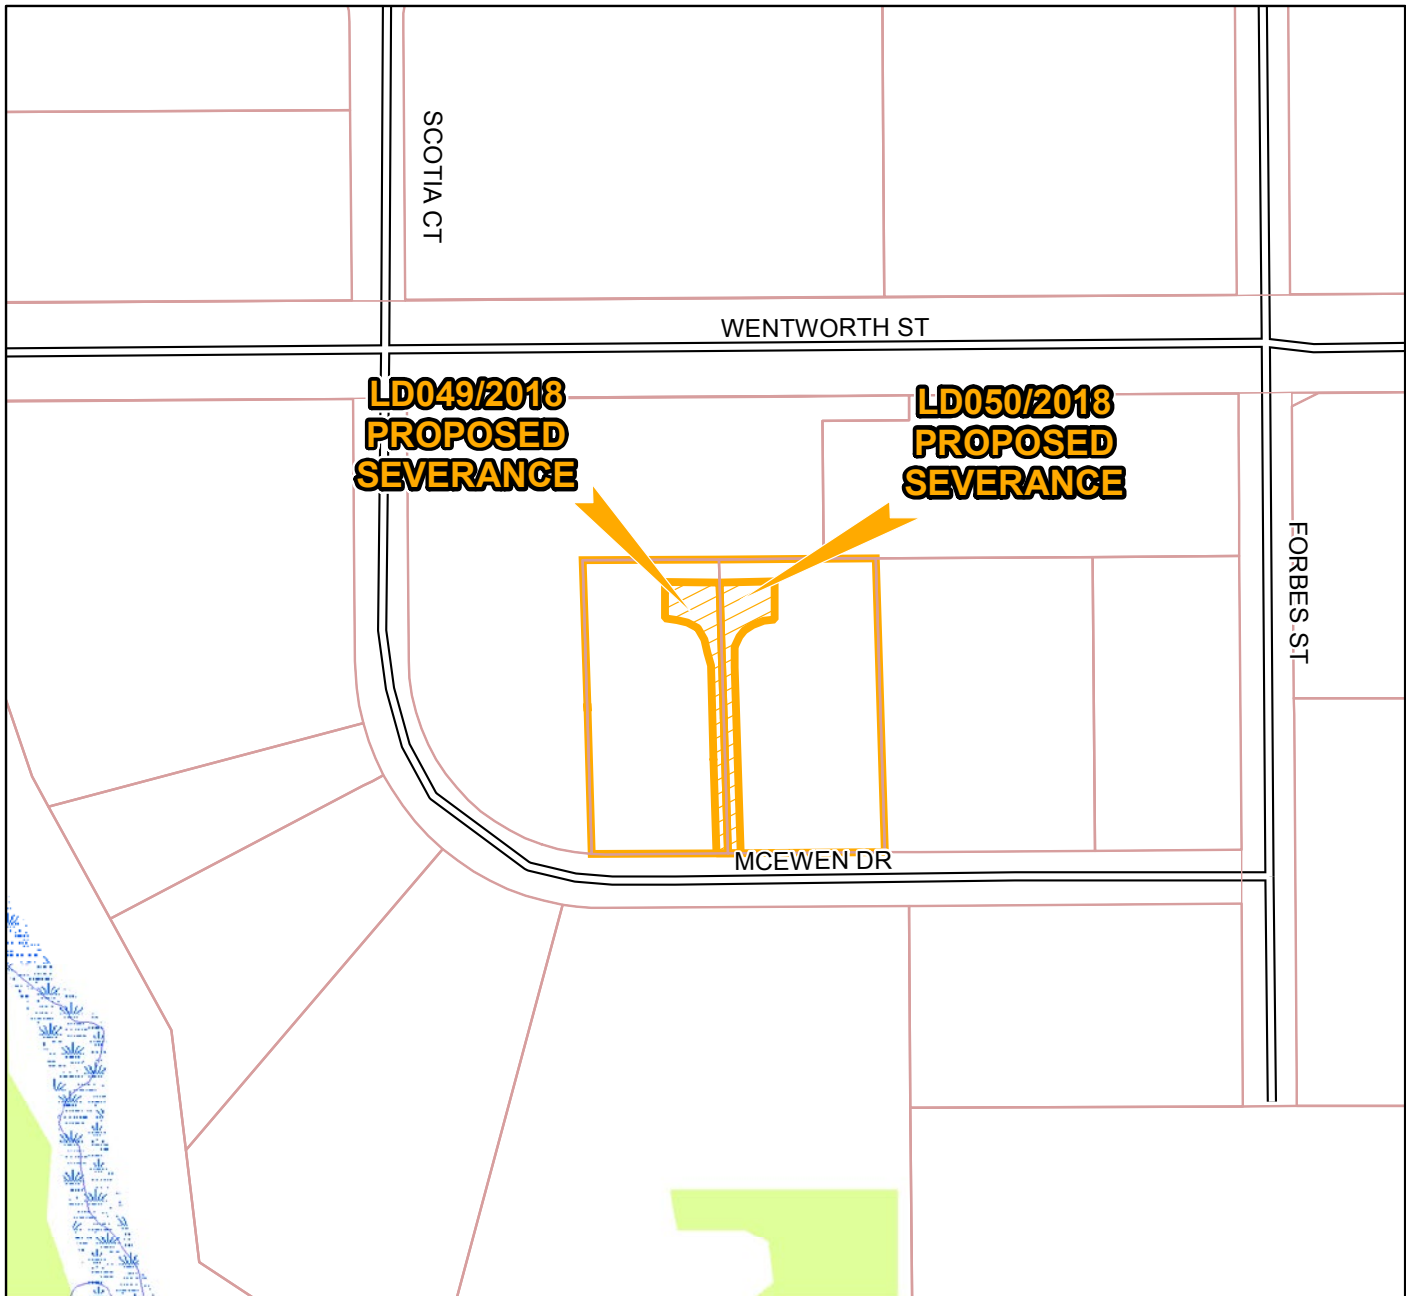 SCOTIA CT
WENTWORTH ST
LD049/2018
PROPOSED
SEVERANCE
LD050/2018
PROPOSED
SEVERANCE
FORBES ST
MCEWEN DR